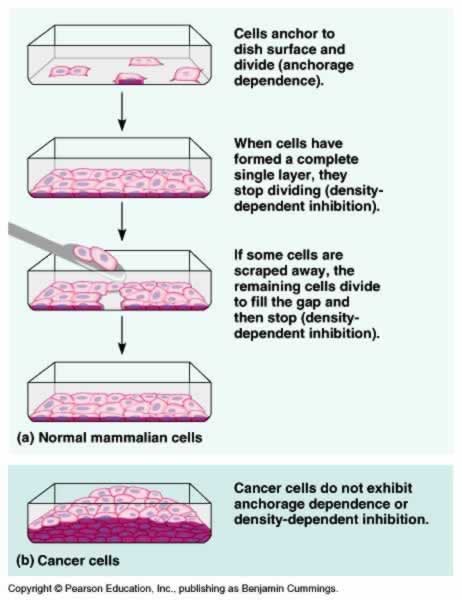 Cells anchor to
dish surface and
divide (anchorage
dependence).
When cells have
formed a complete
single layer, they
stop dividing (density-
dependent inhibition).
If some cells are
scraped away, the
remaining cells divide
to fill the gap and
then stop (density-
dependent inhibition).
(a) Normal mammalian cells
Cancer cells do not exhibit
anchorage dependence or
density-dependent inhibition.
(b) Cancer cells
Copyright © Pearson Education, Inc., publishing as Benjamin Cummings.